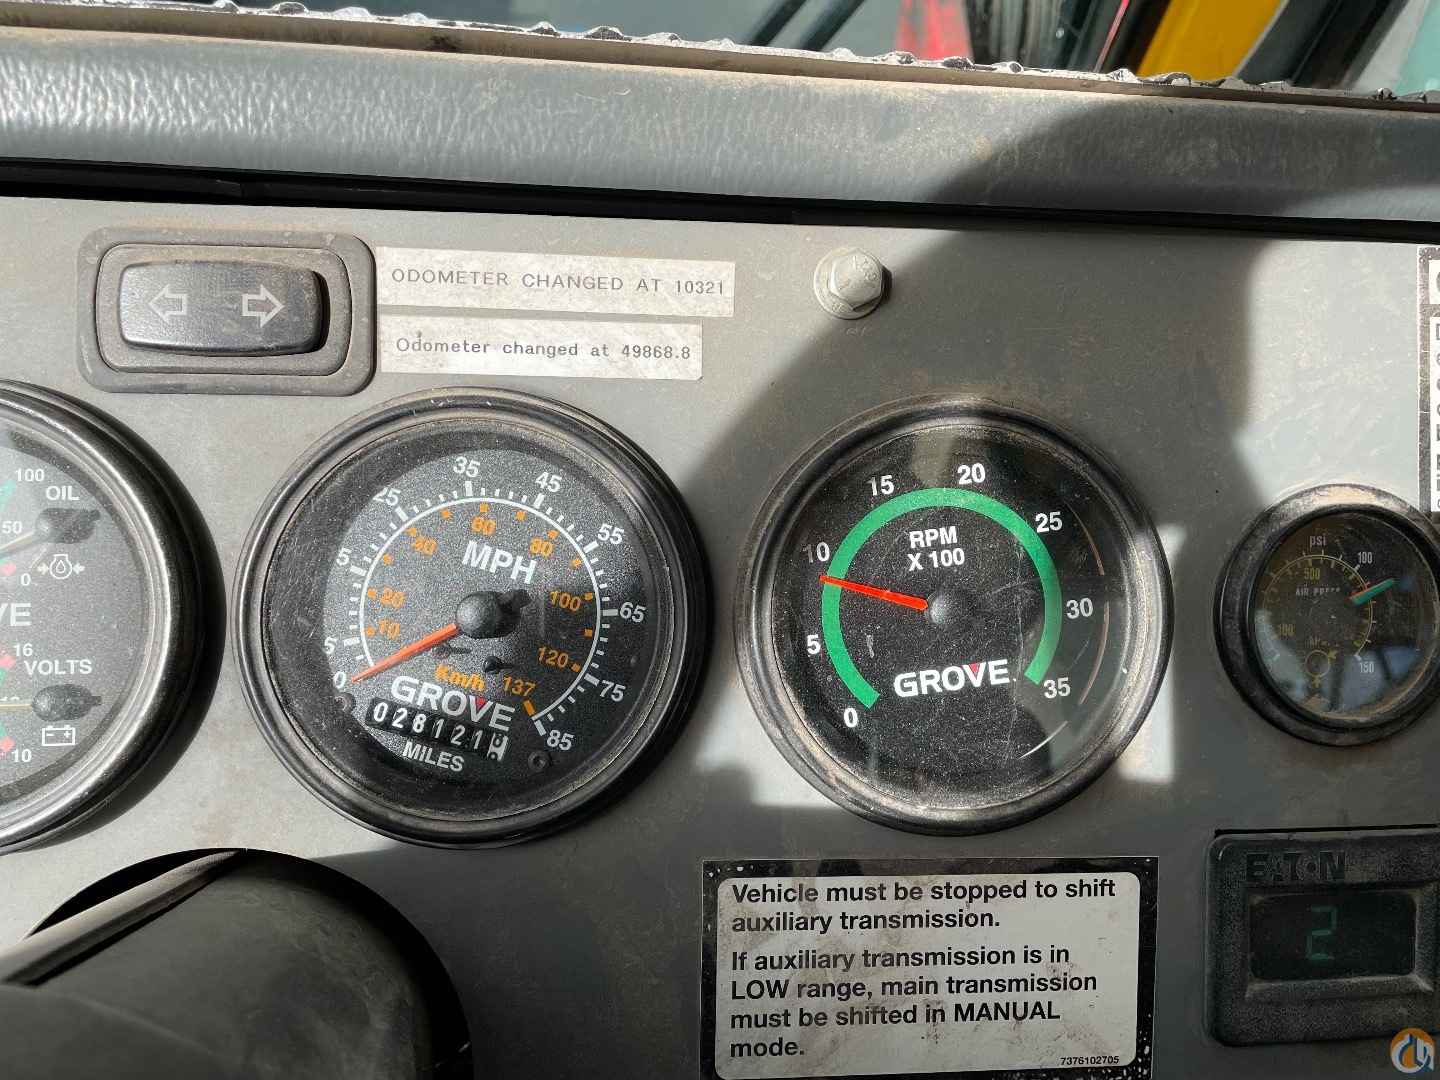 ODOMETER CHANGED AT 10321
Odometer changed at 49868.8
100
OIL
50
0
16
VOLTS
10
0
5
25
35
45
55
65
75
85
MPH
10
20
40
60
80
100
120
137
Km/h
GROVE
028121
MILES
0
5
10
15
20
25
30
35
RPM
X 100
GROVE
psi
100
500
AIR PRESS
150
EATON
2
Vehicle must be stopped to shift
auxiliary transmission.
If auxiliary transmission is in
LOW range, main transmission
must be shifted in MANUAL
mode.
7376102705